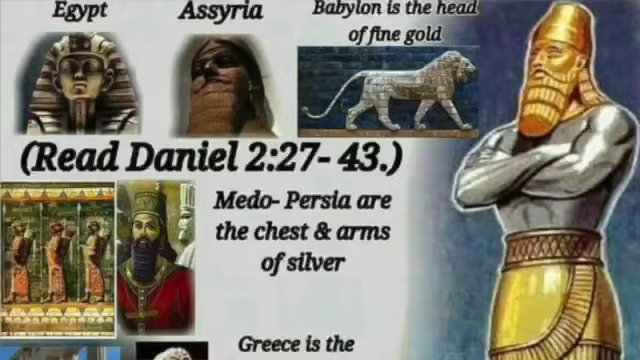 Egypt
Assyria
Babylon is the head
of fine gold
(Read Daniel 2:27- 43.)
Medo- Persia are
the chest & arms
of silver
Greece is the